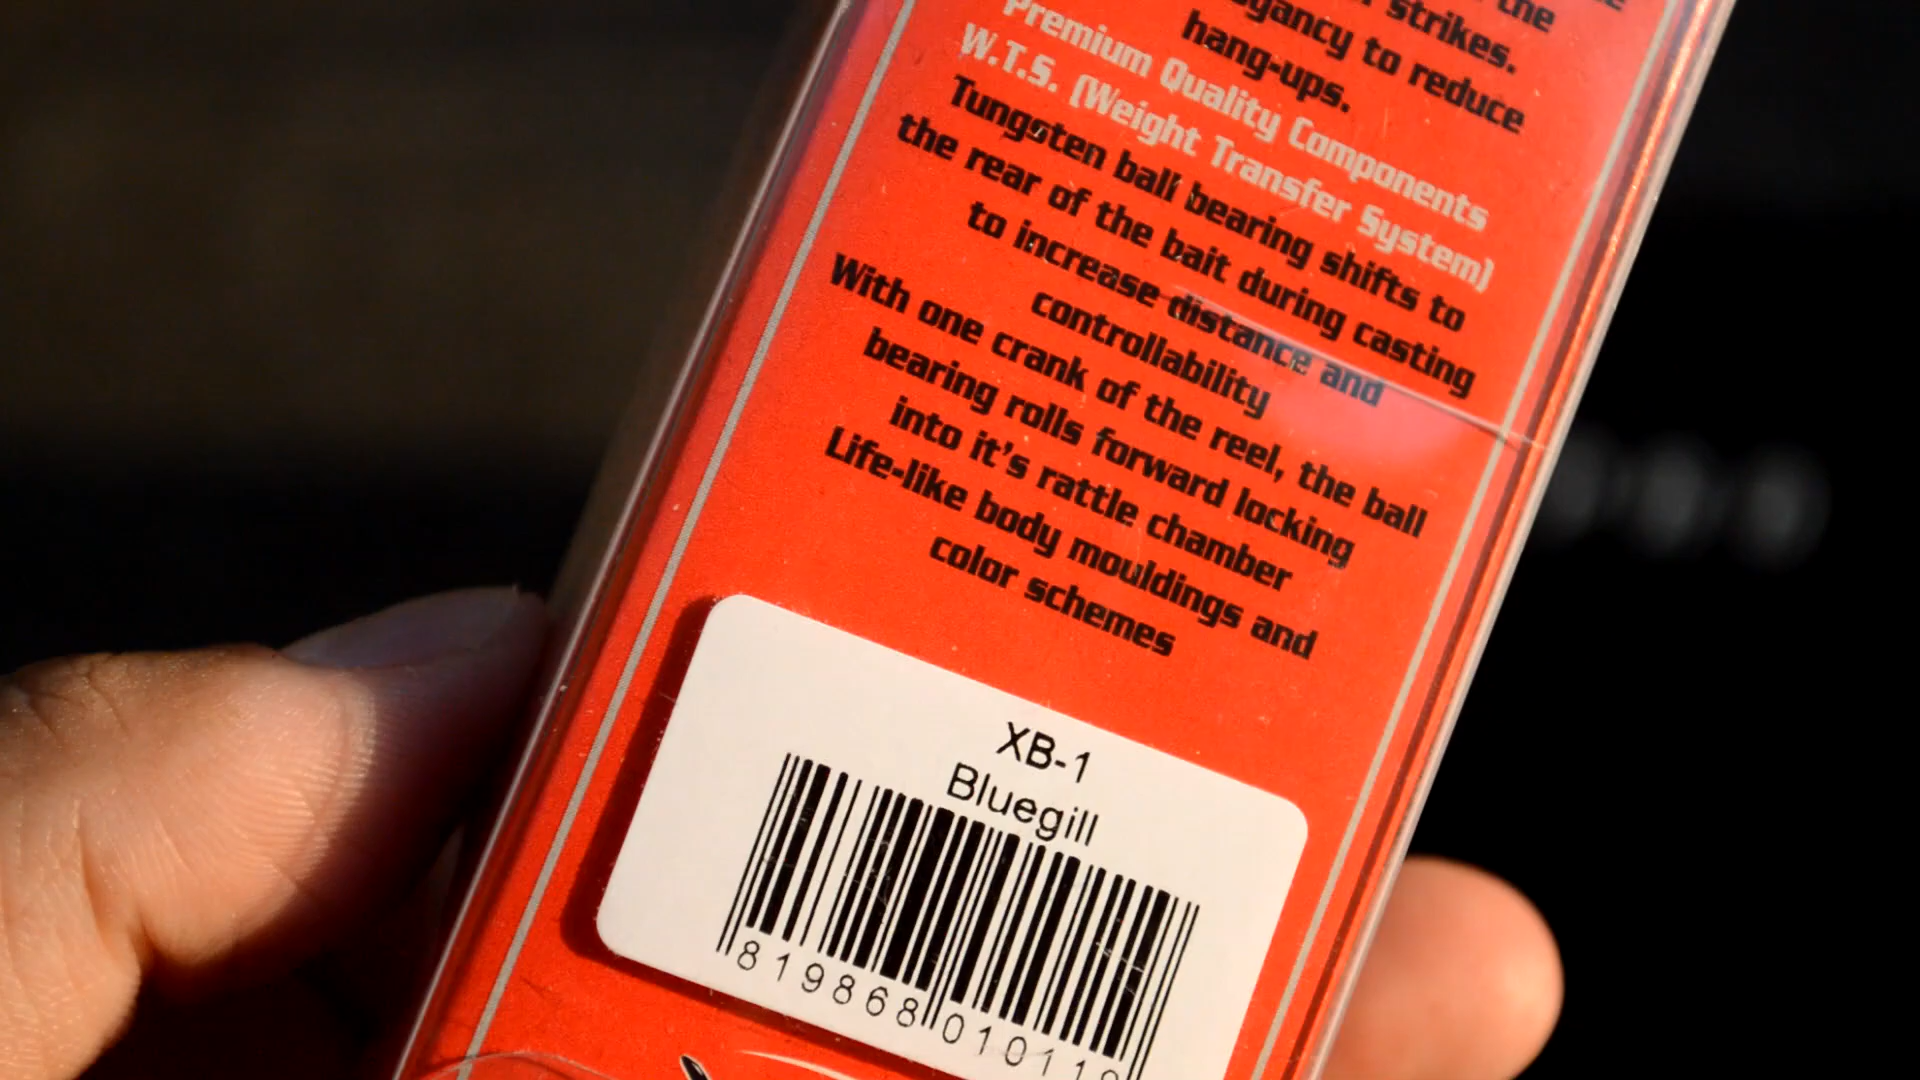 the
strikes.
to reduce
hang-ups.
Premium Quality Components
W.T.S. (Weight Transfer System)
Tungsten ball bearing shifts to
the rear of the bait during casting
to increase distance and
controllability
With one crank of the reel, the ball
bearing rolls forward locking
into it's rattle chamber
Life-like body mouldings and
color schemes
XB-1
Bluegill
819868 01011